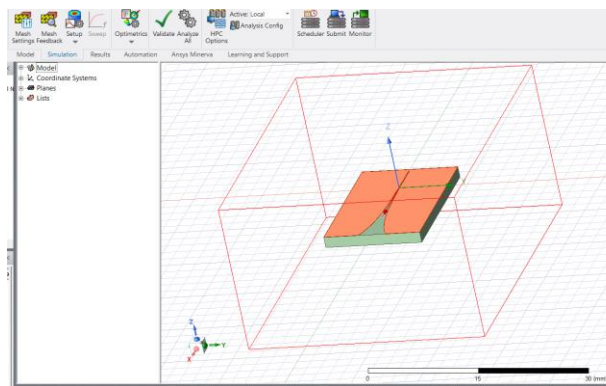 Active: Local
Mesh Settings Mesh Feedback Setup Sweep Optimetrics Validate Analyze All HPC Options Analysis Config Scheduler Submit Monitor
Model Simulation Results Automation Ansys Minerva Learning and Support
Model
Coordinate Systems
Planes
Lists
Z
Z
Y
X
0 15 30 (mm)